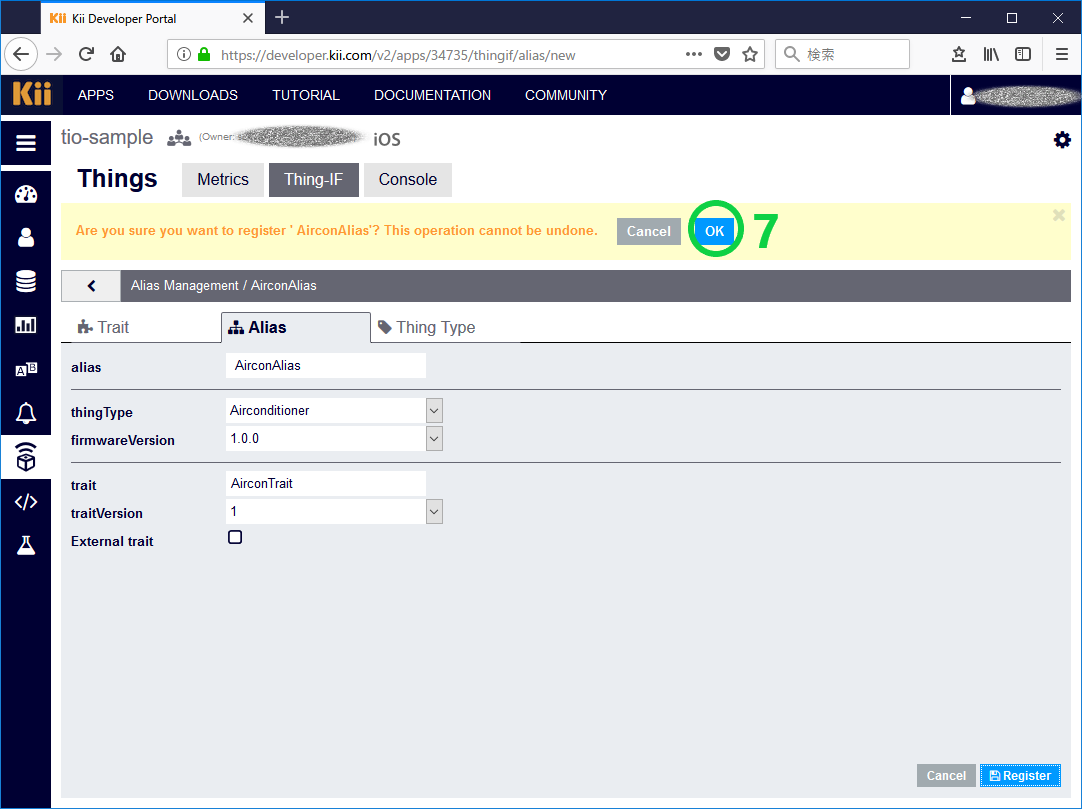 Kii Kii Developer Portal
https://developer.kii.com/v2/apps/34735/thingif/alias/new
検索
Kii APPS DOWNLOADS TUTORIAL DOCUMENTATION COMMUNITY
tio-sample (Owner: iOS
Things Metrics Thing-IF Console
Are you sure you want to register ' AirconAlias'? This operation cannot be undone. Cancel OK 7
Alias Management / AirconAlias
Trait Alias Thing Type
alias AirconAlias
thingType Airconditioner
firmwareVersion 1.0.0
trait AirconTrait
traitVersion 1
External trait
Cancel Register